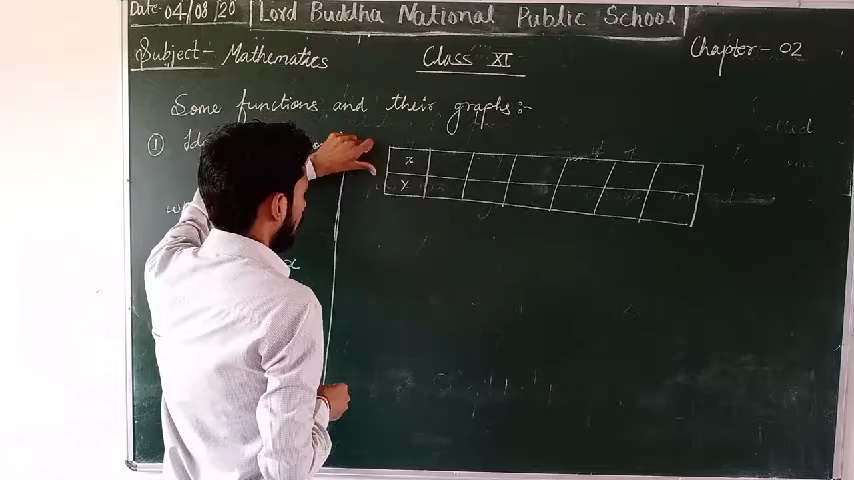 Date- 04/08/20 Lord Buddha National Public School
Subject- Mathematics Class XI Chapter- 02
Some functions and their graphs:-
①
x
y
x